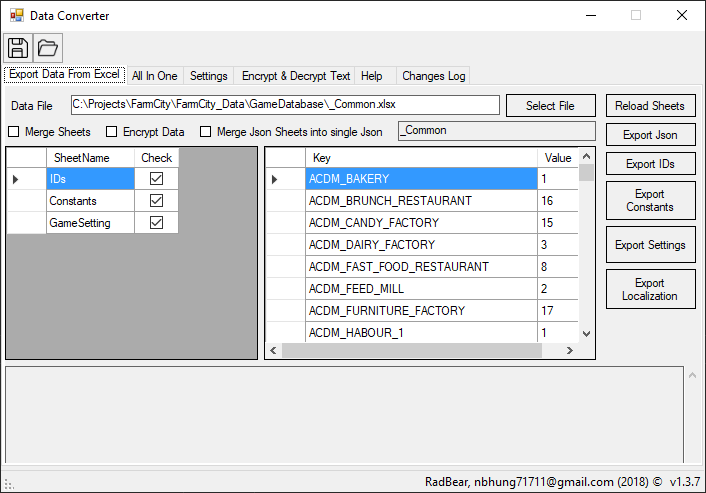 Data Converter
Export Data From Excel All In One Settings Encrypt & Decrypt Text Help Changes Log
Data File C:\Projects\FarmCity\FarmCity_Data\GameDatabase\_Common.xlsx Select File Reload Sheets
Merge Sheets Encrypt Data Merge Json Sheets into single Json _Common Export Json
SheetName Check
IDs
Constants
GameSetting
Key Value
ACDM_BAKERY 1
ACDM_BRUNCH_RESTAURANT 16
ACDM_CANDY_FACTORY 15
ACDM_DAIRY_FACTORY 3
ACDM_FAST_FOOD_RESTAURANT 8
ACDM_FEED_MILL 2
ACDM_FURNITURE_FACTORY 17
ACDM_HABOUR_1 1
Export IDs
Export
Constants
Export Settings
Export
Localization
RadBear, nbhung71711@gmail.com (2018) © v1.3.7